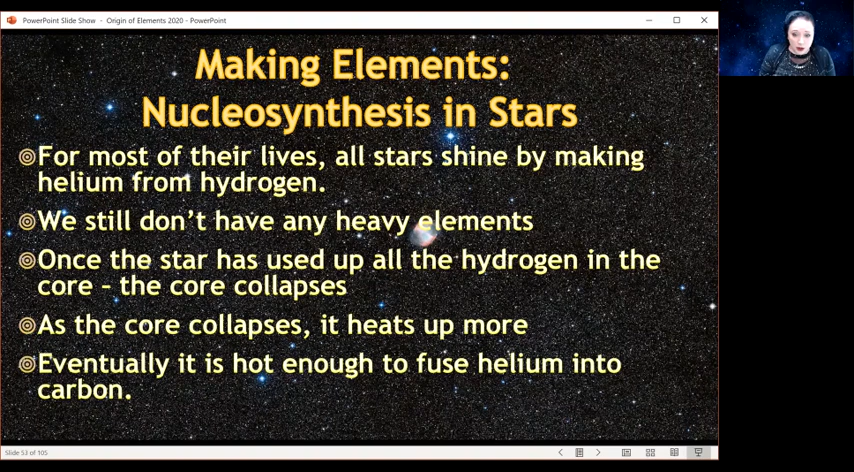 PowerPoint Slide Show - Origin of Elements 2020 - PowerPoint
Making Elements:
Nucleosynthesis in Stars
For most of their lives, all stars shine by making
helium from hydrogen.
We still don’t have any heavy elements
Once the star has used up all the hydrogen in the
core – the core collapses
As the core collapses, it heats up more
Eventually it is hot enough to fuse helium into
carbon.
Slide 53 of 105